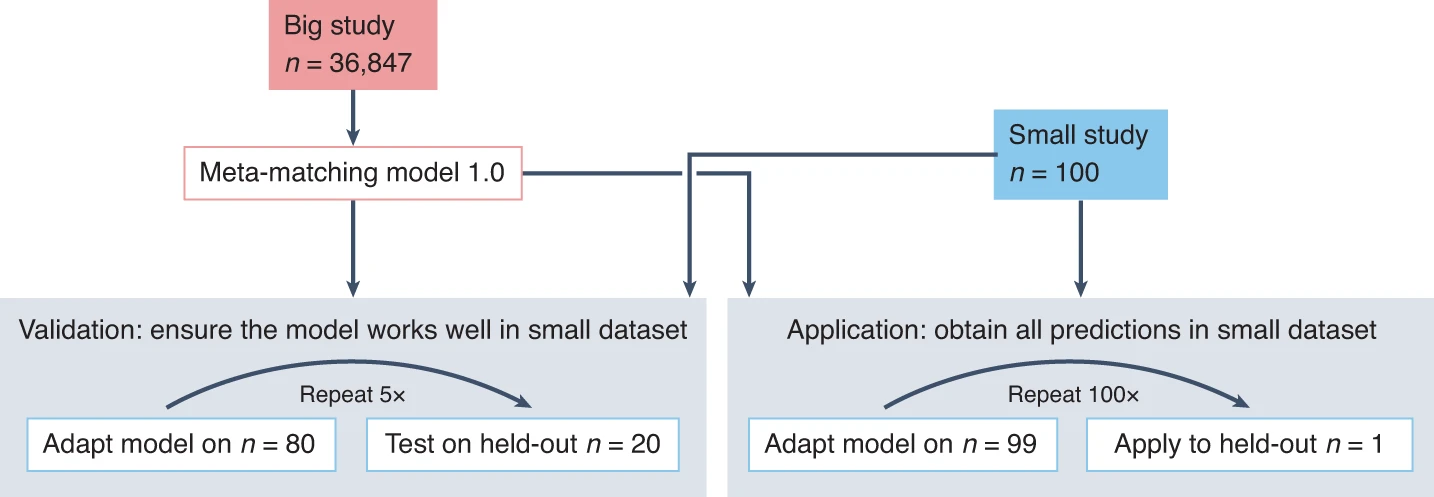 Big study
n = 36,847
Meta-matching model 1.0
Small study
n = 100
Validation: ensure the model works well in small dataset
Repeat 5×
Adapt model on n = 80
Test on held-out n = 20
Application: obtain all predictions in small dataset
Repeat 100×
Adapt model on n = 99
Apply to held-out n = 1